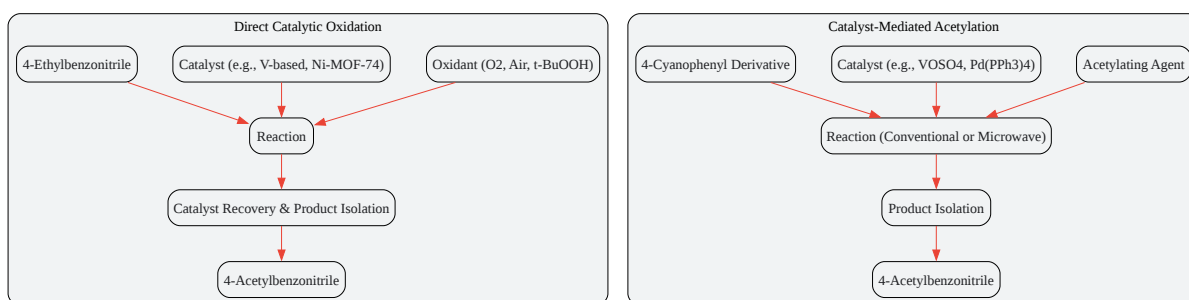 Direct Catalytic Oxidation
4-Ethylbenzonitrile
Catalyst (e.g., V-based, Ni-MOF-74)
Oxidant (O2, Air, t-BuOOH)
Reaction
Catalyst Recovery & Product Isolation
4-Acetylbenzonitrile
Catalyst-Mediated Acetylation
4-Cyanophenyl Derivative
Catalyst (e.g., VOSO4, Pd(PPh3)4)
Acetylating Agent
Reaction (Conventional or Microwave)
Product Isolation
4-Acetylbenzonitrile